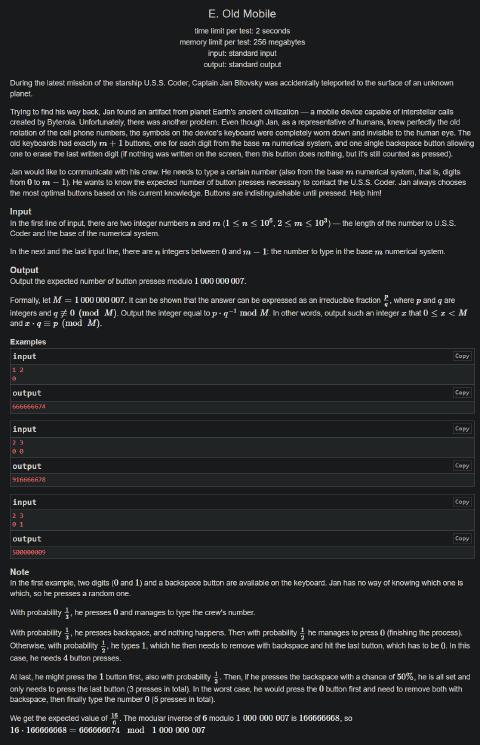 E. Old Mobile
time limit per test: 2 seconds
memory limit per test: 256 megabytes
input: standard input
output: standard output
During the latest mission of the starship U.S.S. Coder, Captain Jan Bitovsky was accidentally teleported to the surface of an unknown
planet.
Trying to find his way back, Jan found an artifact from planet Earth's ancient civilization — a mobile device capable of interstellar calls
created by Byterola. Unfortunately, there was another problem. Even though Jan, as a representative of humans, knew perfectly the old
notation of the cell phone numbers, the symbols on the device's keyboard were completely worn down and invisible to the human eye. The
old keyboards had exactly m + 1 buttons, one for each digit from the base m numerical system, and one single backspace button allowing
one to erase the last written digit (if nothing was written on the screen, then this button does nothing, but it's still counted as pressed).
Jan would like to communicate with his crew. He needs to type a certain number (also from the base m numerical system, that is, digits
from 0 to m − 1). He wants to know the expected number of button presses necessary to contact the U.S.S. Coder. Jan always chooses
the most optimal buttons based on his current knowledge. Buttons are indistinguishable until pressed. Help him!
Input
In the first line of input, there are two integer numbers n and m (1 ≤ n ≤ 10^6, 2 ≤ m ≤ 10^3) — the length of the number to U.S.S.
Coder and the base of the numerical system.
In the next and the last input line, there are n integers between 0 and m − 1: the number to type in the base m numerical system.
Output
Output the expected number of button presses modulo 1 000 000 007.
Formally, let M = 1 000 000 007. It can be shown that the answer can be expressed as an irreducible fraction p/q, where p and q are
integers and q ≢ 0 (mod M). Output the integer equal to p · q^−1 mod M. In other words, output such an integer x that 0 ≤ x < M
and x · q ≡ p (mod M).
Examples
input
Copy
1 2
0
output
Copy
666666674
input
Copy
2 3
0 0
output
Copy
916666678
input
Copy
2 3
0 1
output
Copy
500000009
Note
In the first example, two digits (0 and 1) and a backspace button are available on the keyboard. Jan has no way of knowing which one is
which, so he presses a random one.
With probability 1/3, he presses 0 and manages to type the crew's number.
With probability 1/3, he presses backspace, and nothing happens. Then with probability 1/2 he manages to press 0 (finishing the process).
Otherwise, with probability 1/2, he types 1, which he then needs to remove with backspace and hit the last button, which has to be 0. In this
case, he needs 4 button presses.
At last, he might press the 1 button first, also with probability 1/3. Then, if he presses the backspace with a chance of 50%, he is all set and
only needs to press the last button (3 presses in total). In the worst case, he would press the 0 button first and need to remove both with
backspace, then finally type the number 0 (5 presses in total).
We get the expected value of 16/6. The modular inverse of 6 modulo 1 000 000 007 is 166666668, so
16 · 166666668 = 666666674 mod 1 000 000 007